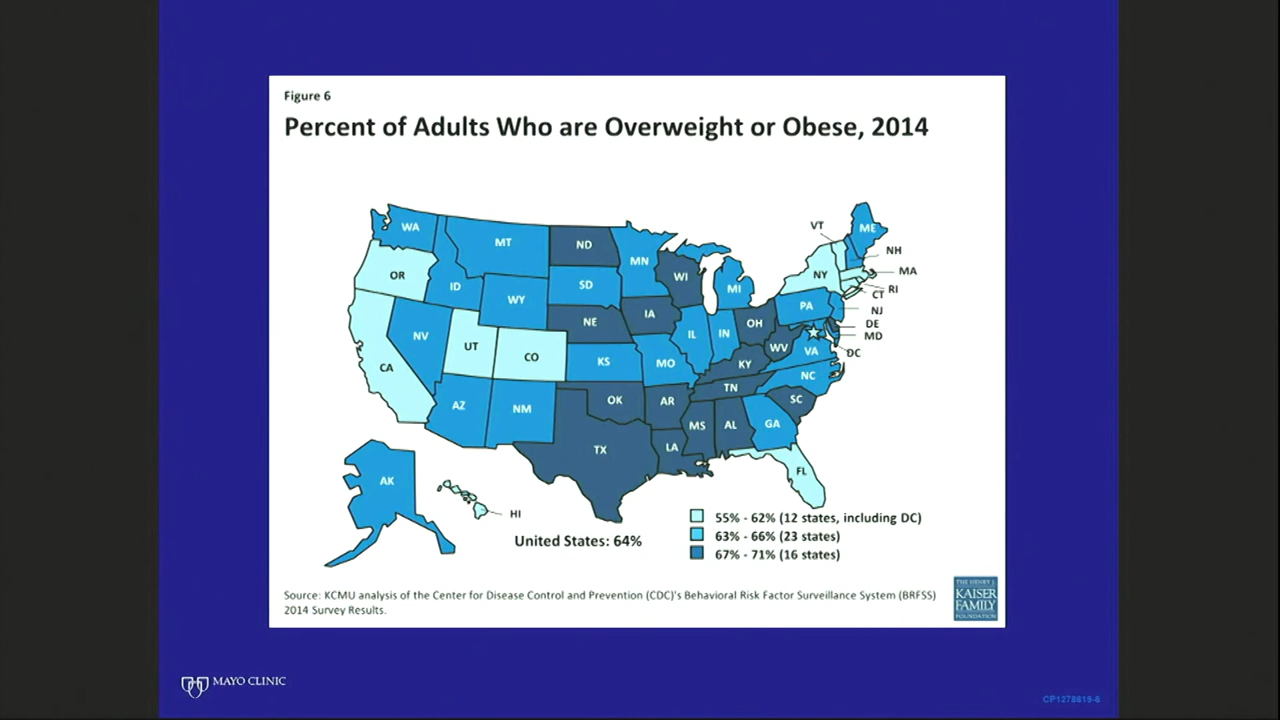 Figure 6
Percent of Adults Who are Overweight or Obese, 2014
WA
MT
ND
MN
WI
MI
VT
ME
NH
MA
RI
CT
NY
NJ
DE
MD
DC
OR
ID
WY
SD
IA
NE
PA
OH
IL
IN
WV
VA
NV
UT
CO
KS
MO
KY
NC
CA
TN
SC
AZ
NM
OK
AR
MS
AL
GA
TX
LA
FL
AK
HI
United States: 64%
55% - 62% (12 states, including DC)
63% - 66% (23 states)
67% - 71% (16 states)
Source: KCMU analysis of the Center for Disease Control and Prevention (CDC)'s Behavioral Risk Factor Surveillance System (BRFSS)
2014 Survey Results.
THE HENRY J.
KAISER
FAMILY
FOUNDATION
MAYO CLINIC
CP1278619-6